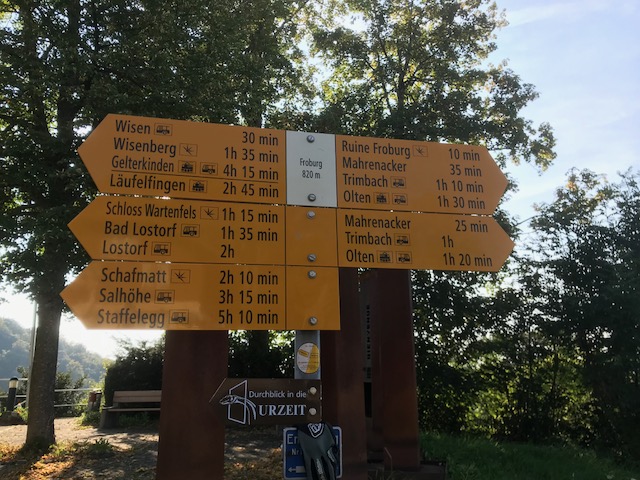 Wisen 30 min
Wisenberg 1h 35 min
Gelterkinden 4h 15 min
Läufelfingen 2h 45 min
Froburg
820 m
Ruine Froburg 10 min
Mahrenacker 35 min
Trimbach 1h 10 min
Olten 1h 30 min
Schloss Wartenfels 1h 15 min
Bad Lostorf 1h 35 min
Lostorf 2h
Mahrenacker 25 min
Trimbach 1h
Olten 1h 20 min
Schafmatt 2h 10 min
Salhöhe 3h 15 min
Staffelegg 5h 10 min
Durchblick in die
URZEIT